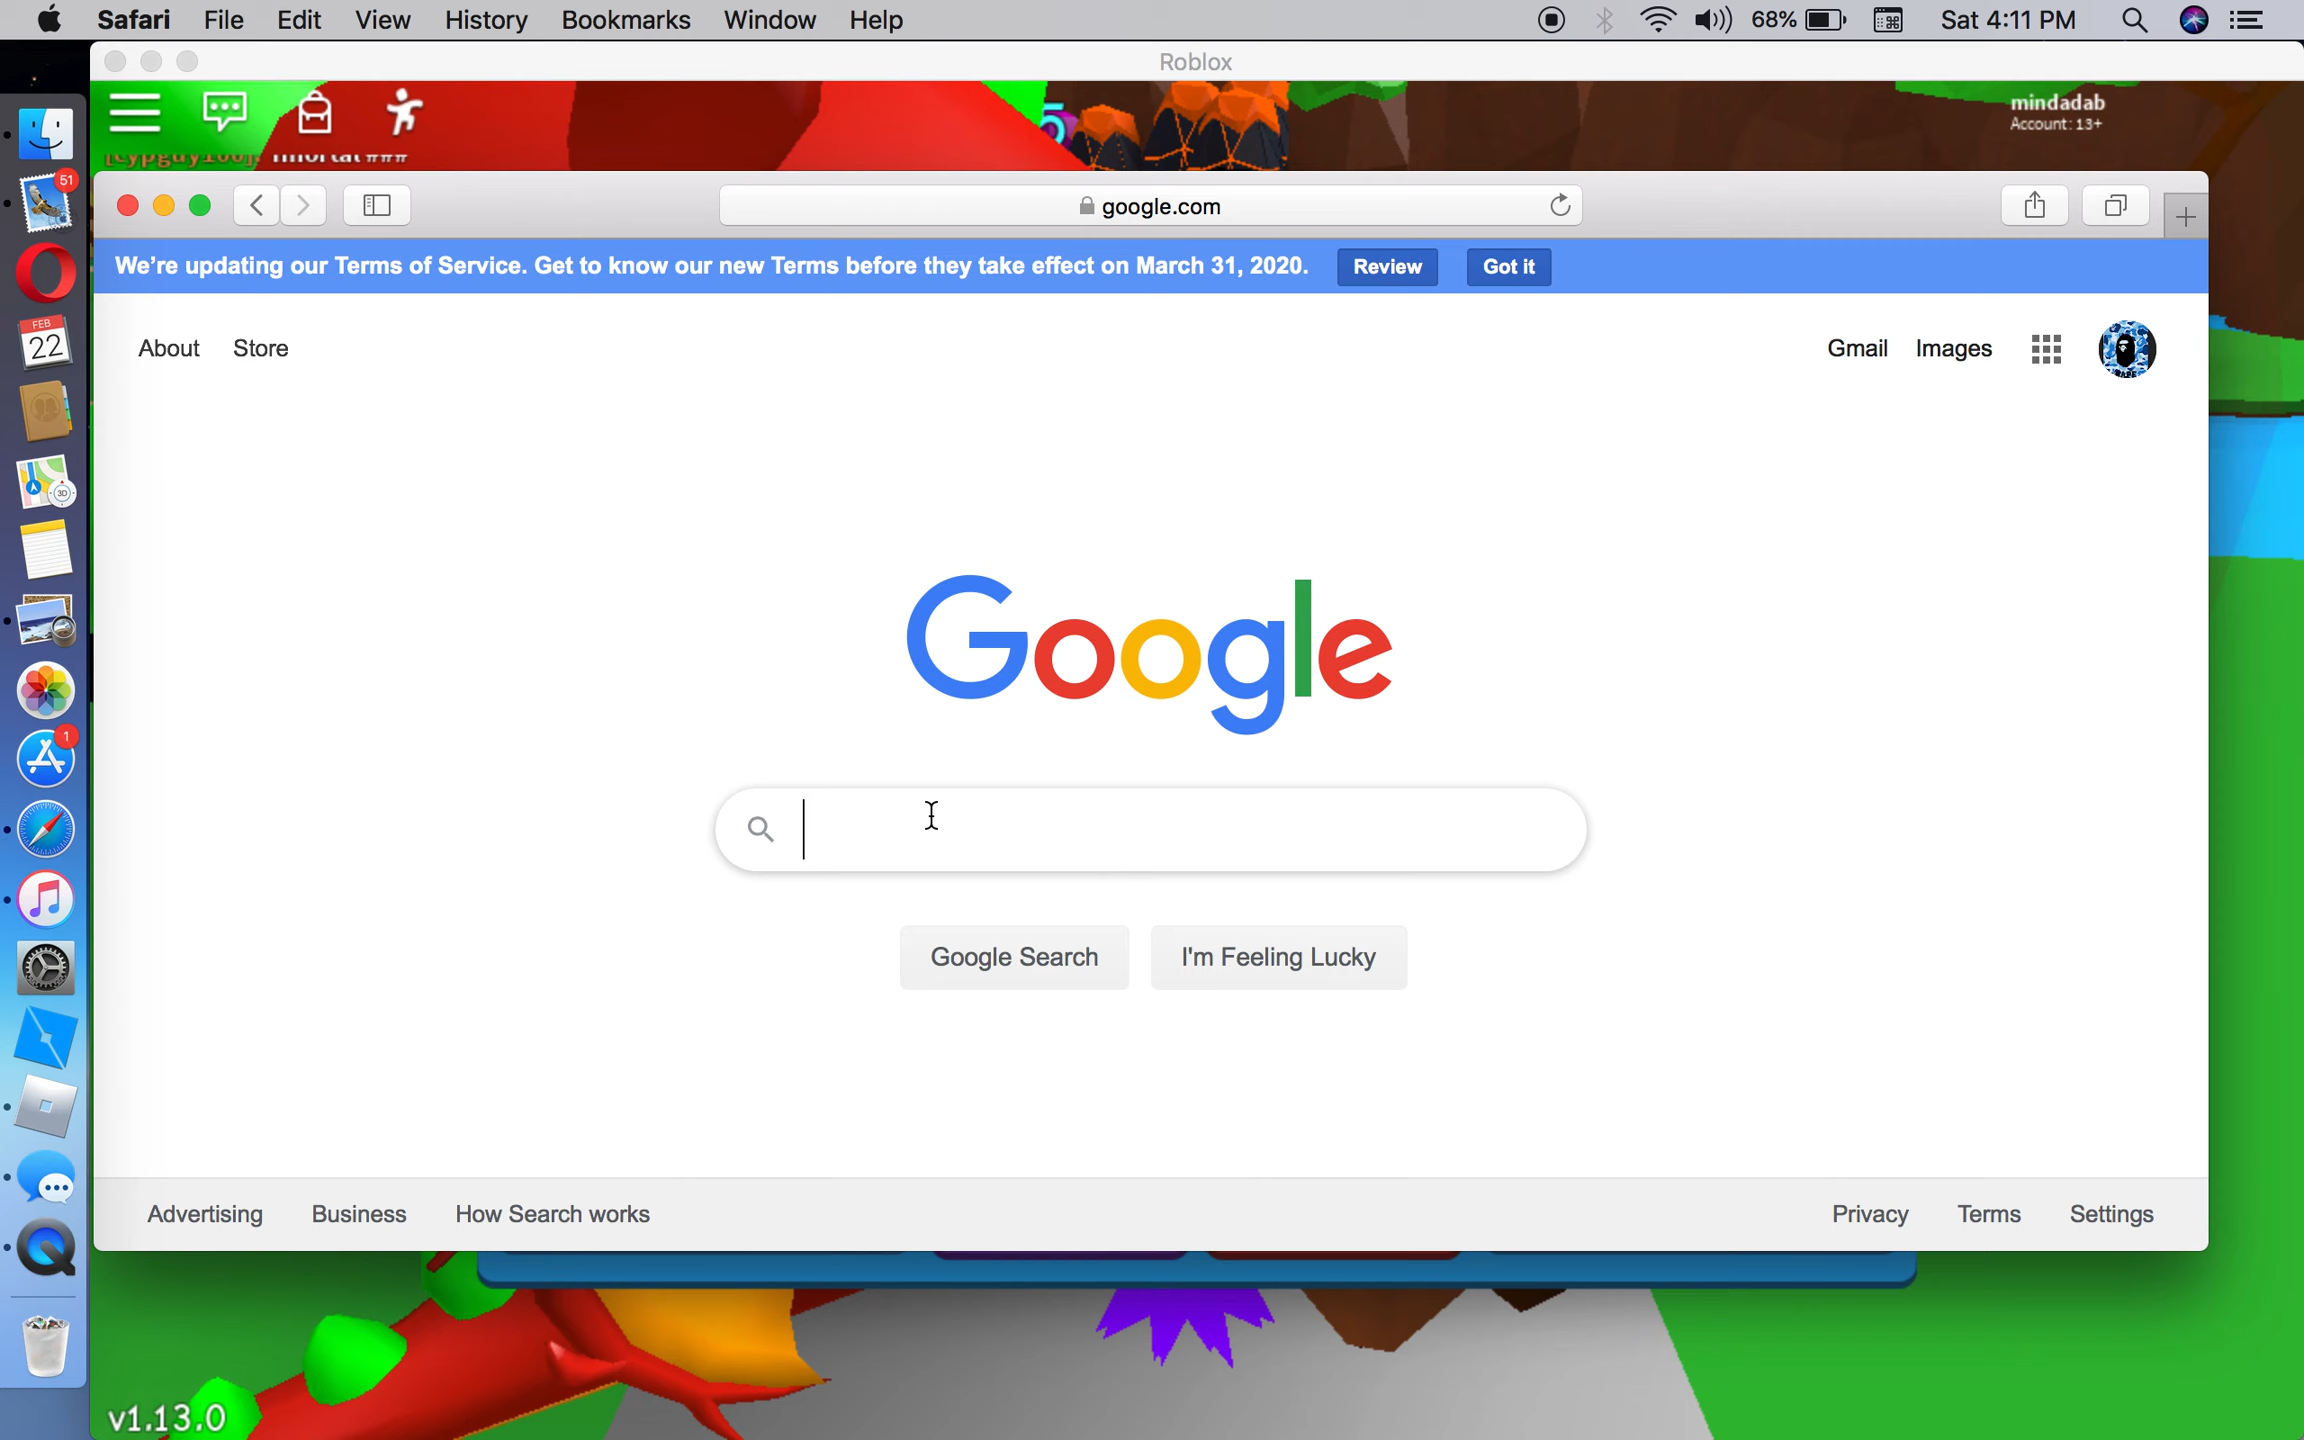 Safari File Edit View History Bookmarks Window Help 68% Sat 4:11 PM
Roblox
mindadab
Account: 13+
5
google.com
We're updating our Terms of Service. Get to know our new Terms before they take effect on March 31, 2020. Review Got it
About Store Gmail Images
BAPE
Google
Google Search I'm Feeling Lucky
Advertising Business How Search works Privacy Terms Settings
51
FEB
22
3D
1
v1.13.0